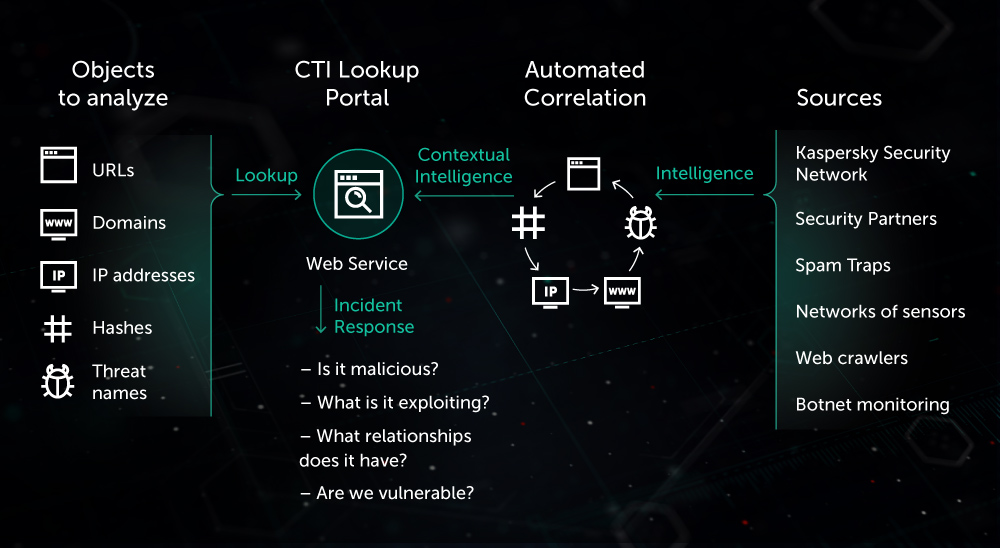 Objects
to analyze
URLs
WWW
Domains
IP
IP addresses
Hashes
Threat
names
Lookup
CTI Lookup
Portal
Web Service
Incident
Response
– Is it malicious?
– What is it exploiting?
– What relationships
does it have?
– Are we vulnerable?
Contextual
Intelligence
Automated
Correlation
IP
WWW
Intelligence
Sources
Kaspersky Security
Network
Security Partners
Spam Traps
Networks of sensors
Web crawlers
Botnet monitoring